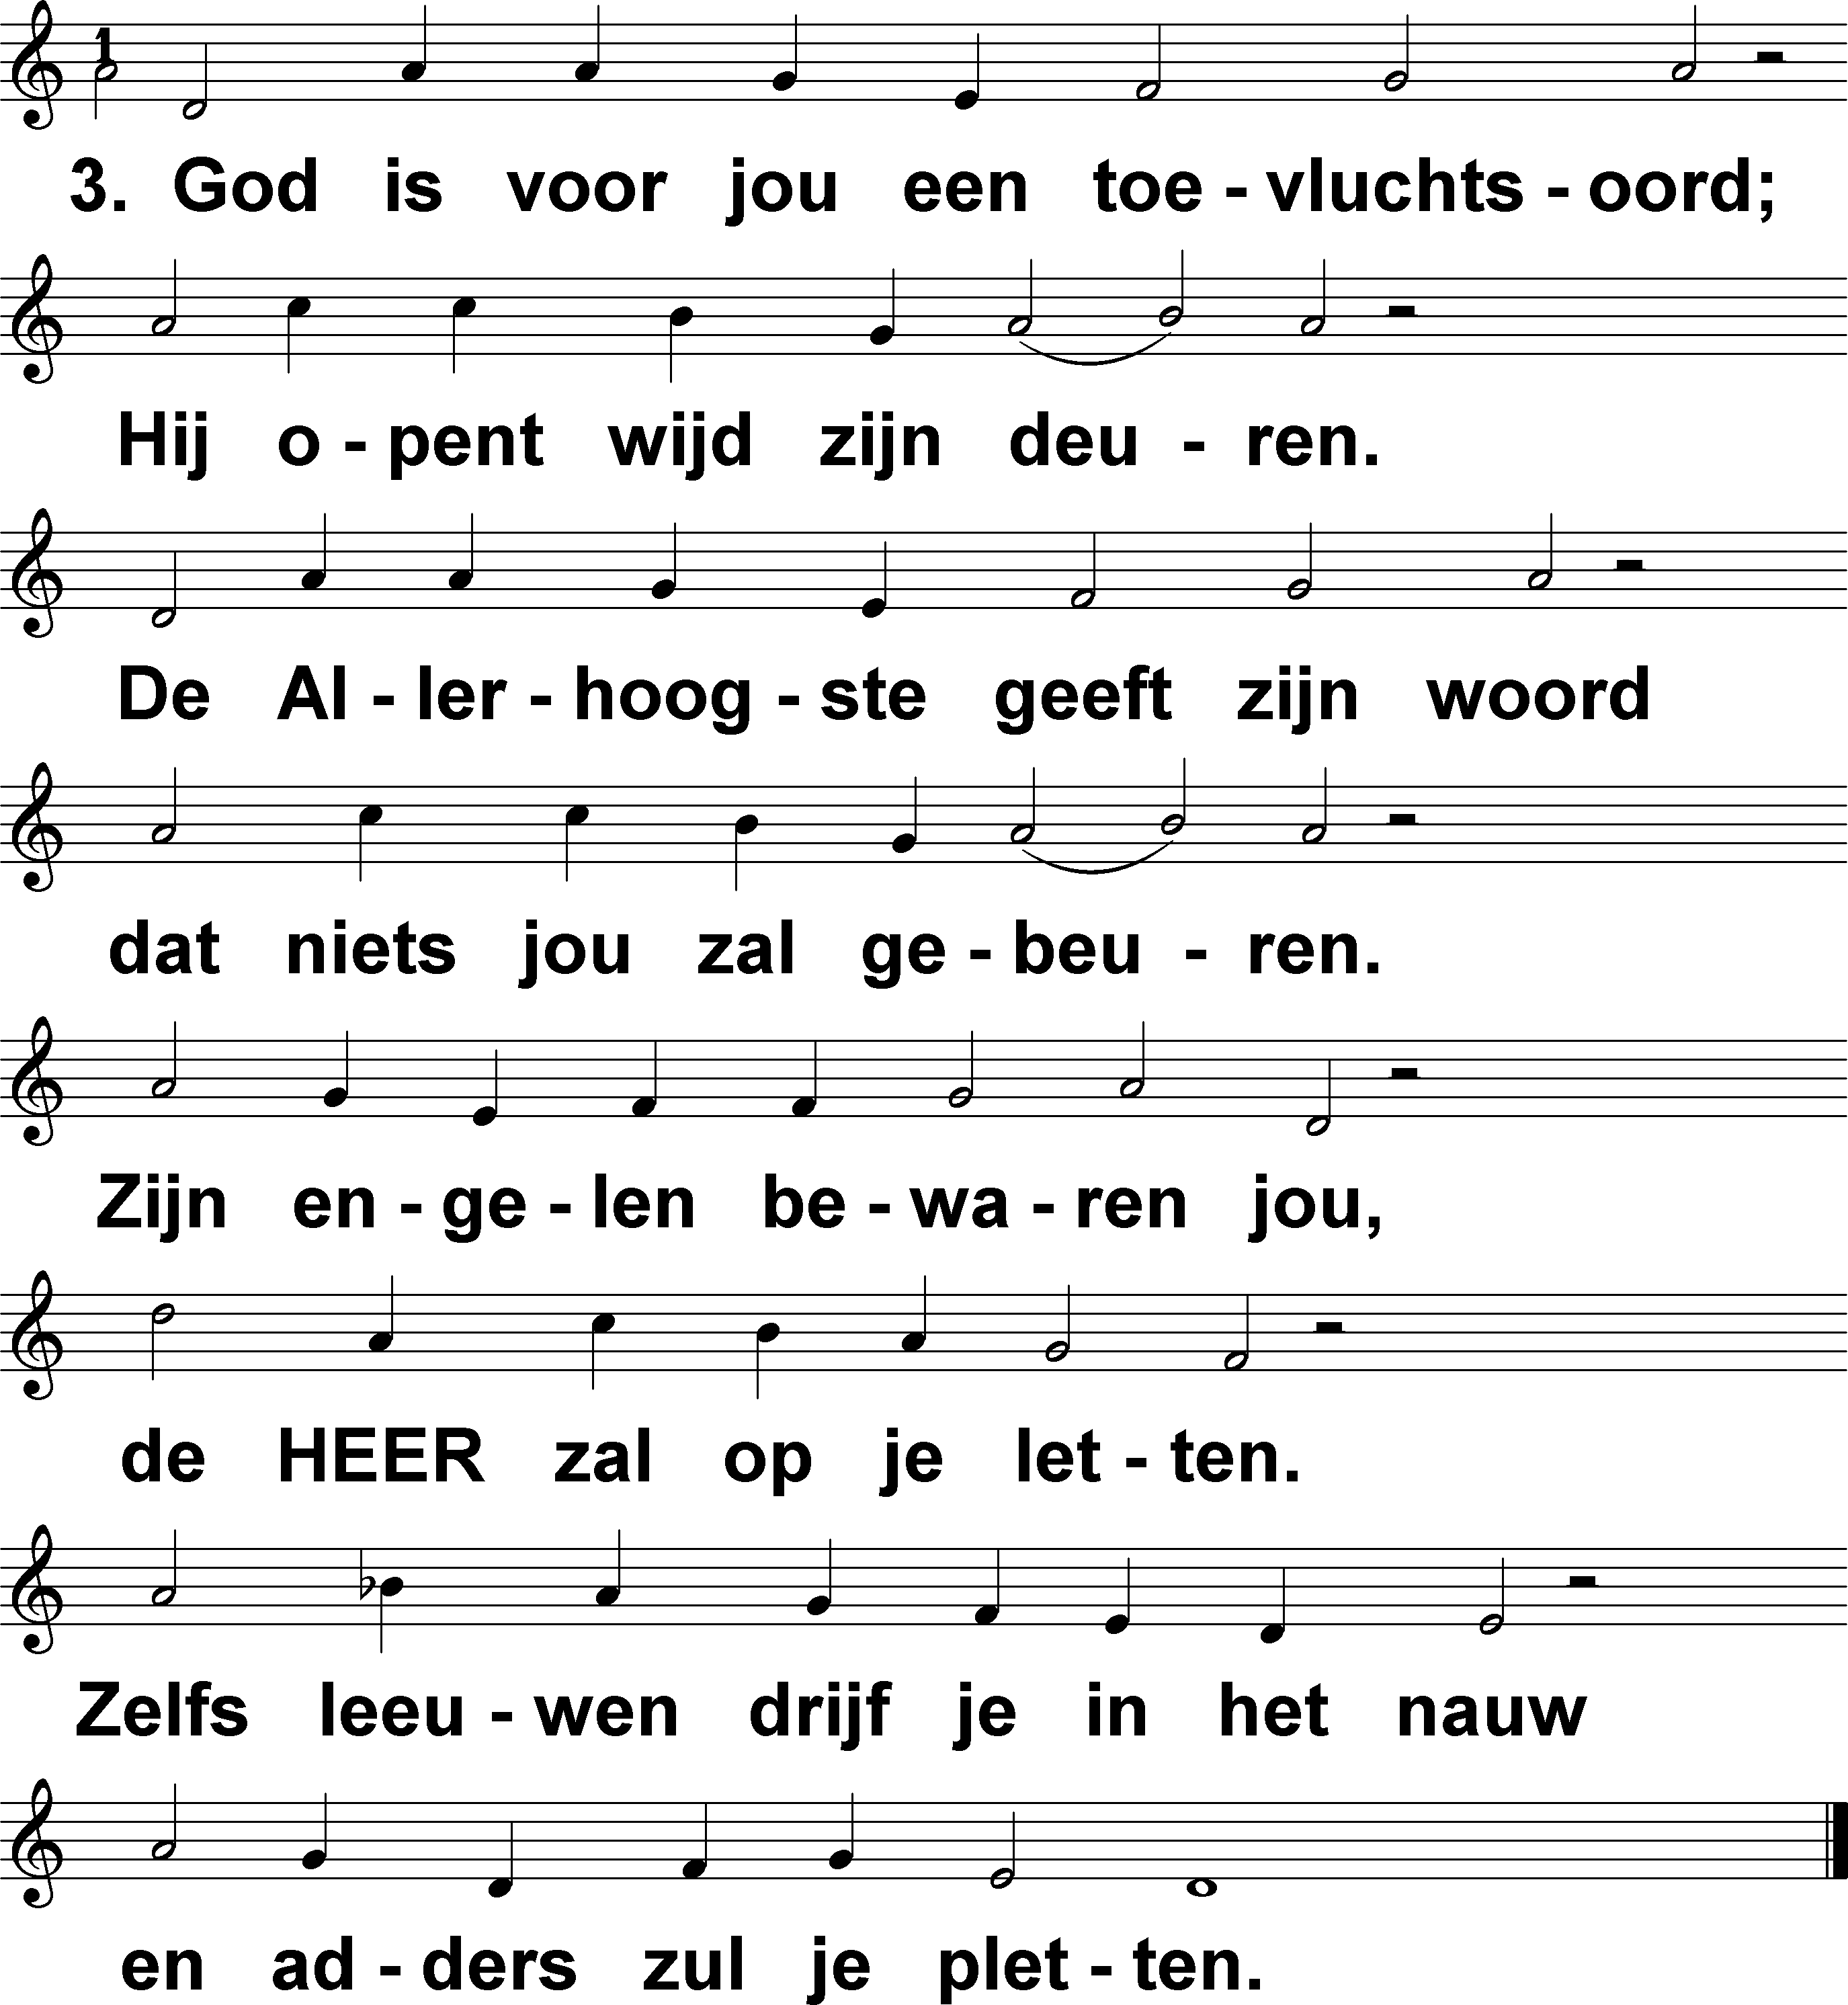 1
3. God is voor jou een toe - vluchts - oord;
Hij o - pent wijd zijn deu - ren.
De Al - ler - hoog - ste geeft zijn woord
dat niets jou zal ge - beu - ren.
Zijn en - ge - len be - wa - ren jou,
de HEER zal op je let - ten.
Zelfs leeu - wen drijf je in het nauw
en ad - ders zul je plet - ten.